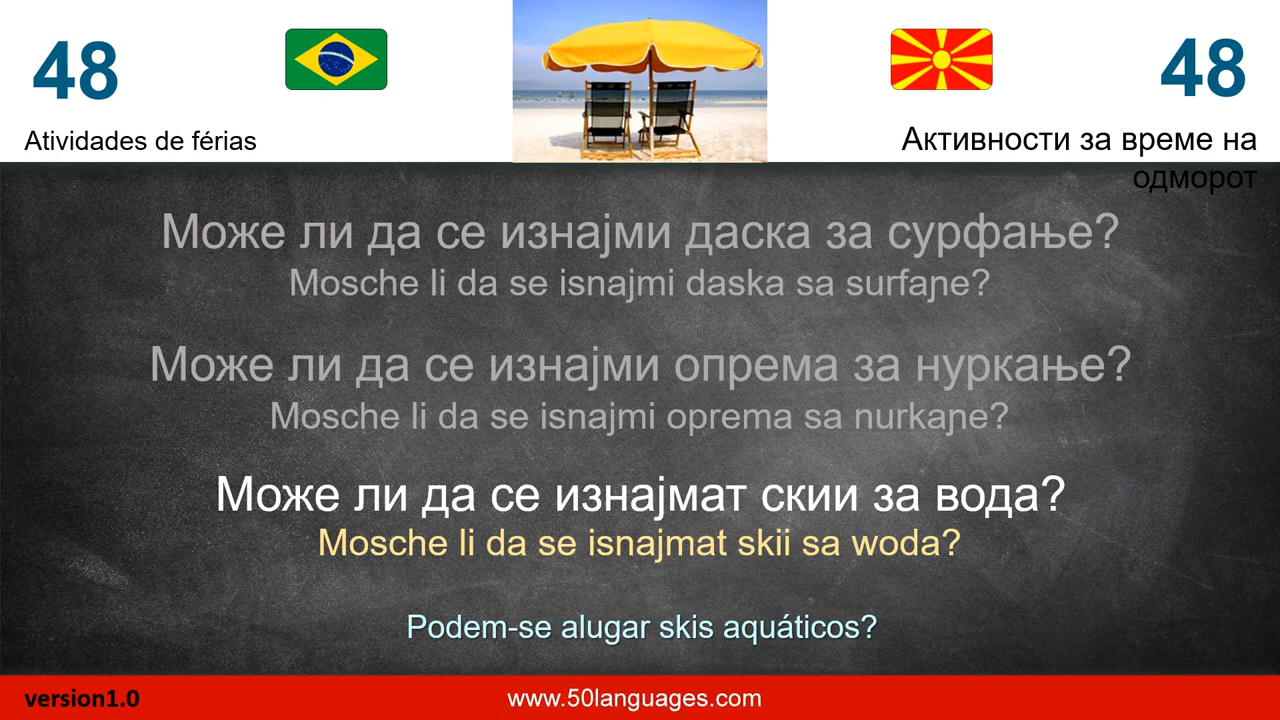 48
48
Atividades de férias
Активности за време на
одморот
Може ли да се изнајми даска за сурфање?
Mosche li da se isnajmi daska sa surfaɲe?
Може ли да се изнајми опрема за нуркање?
Mosche li da se isnajmi oprema sa nurkaɲe?
Може ли да се изнајмат скии за вода?
Mosche li da se isnajmat skii sa woda?
Podem-se alugar skis aquáticos?
version1.0
www.50languages.com